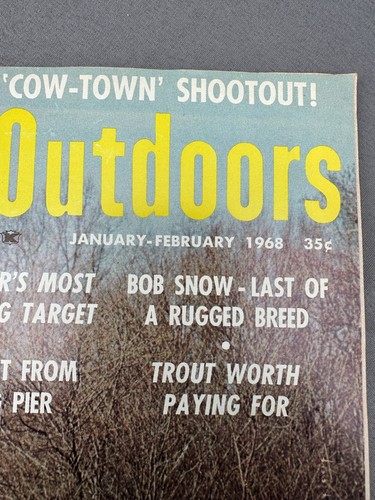 'COW-TOWN' SHOOTOUT!
Outdoors
JANUARY-FEBRUARY 1968 35¢
R'S MOST
G TARGET
T FROM
PIER
BOB SNOW - LAST OF
A RUGGED BREED
•
TROUT WORTH
PAYING FOR